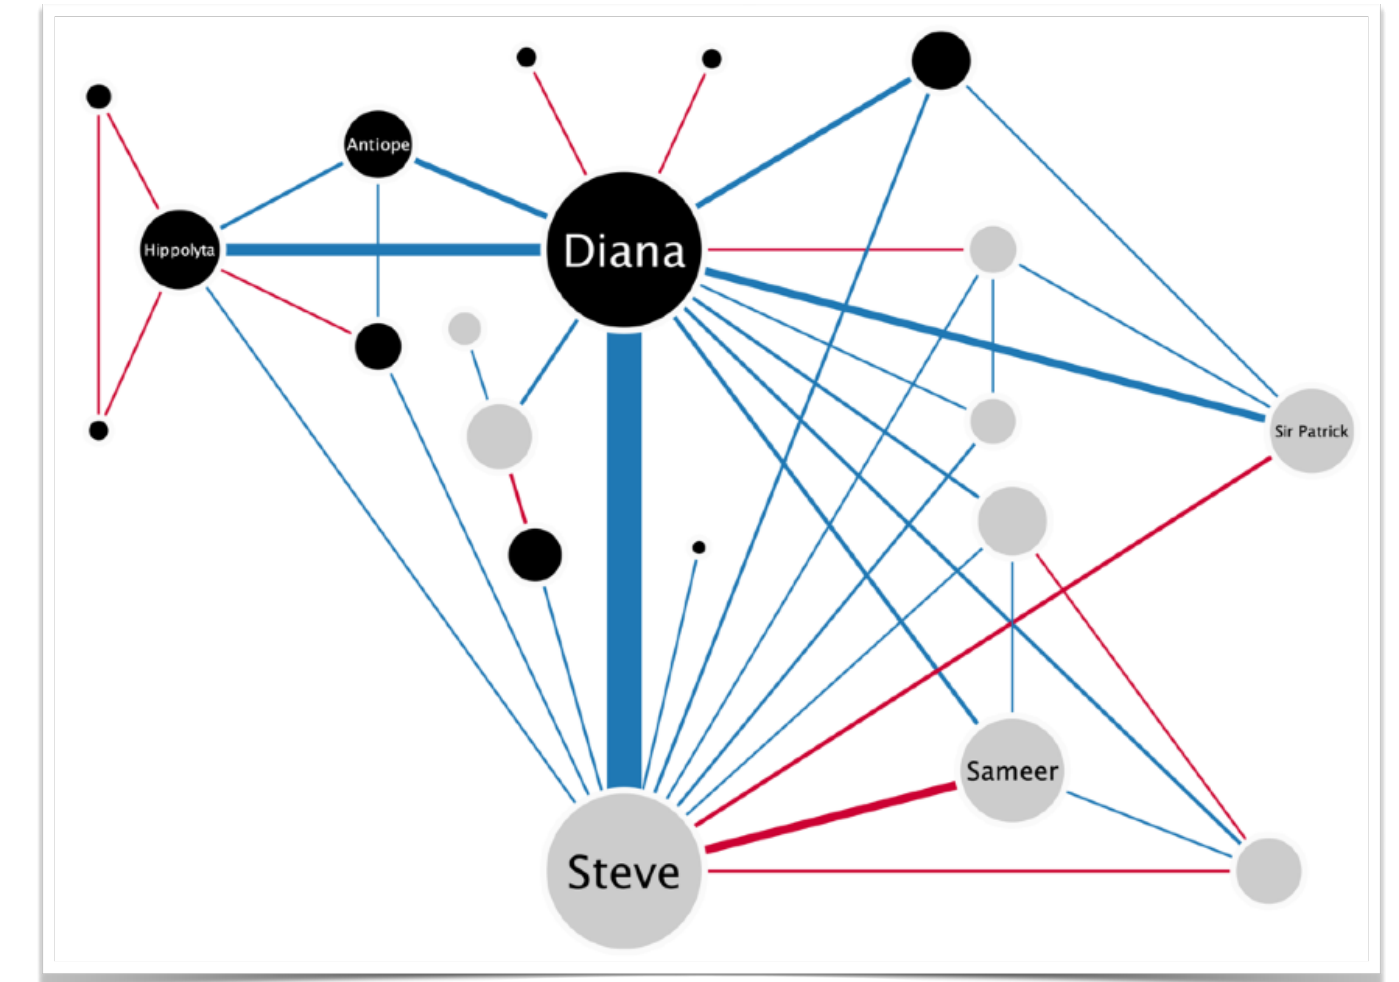 Antiope
Hippolyta
Diana
Sir Patrick
Sameer
Steve